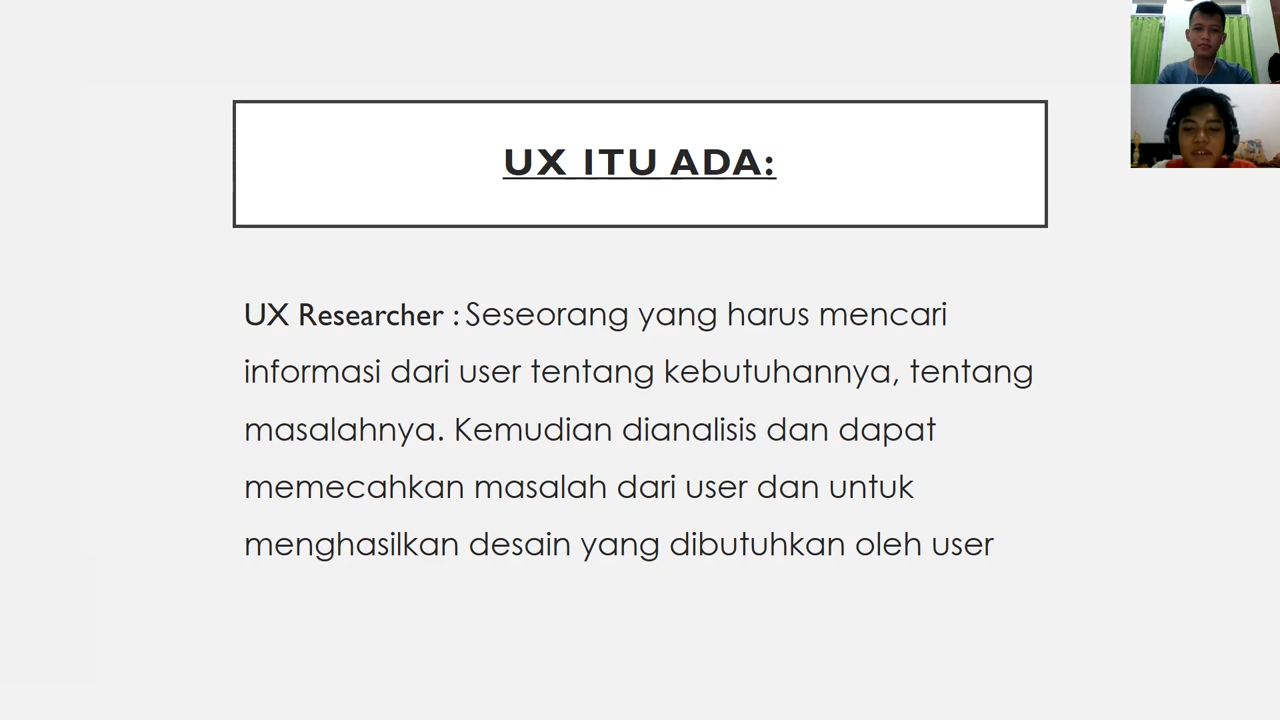 UX ITU ADA:
UX Researcher : Seseorang yang harus mencari
informasi dari user tentang kebutuhannya, tentang
masalahnya. Kemudian dianalisis dan dapat
memecahkan masalah dari user dan untuk
menghasilkan desain yang dibutuhkan oleh user